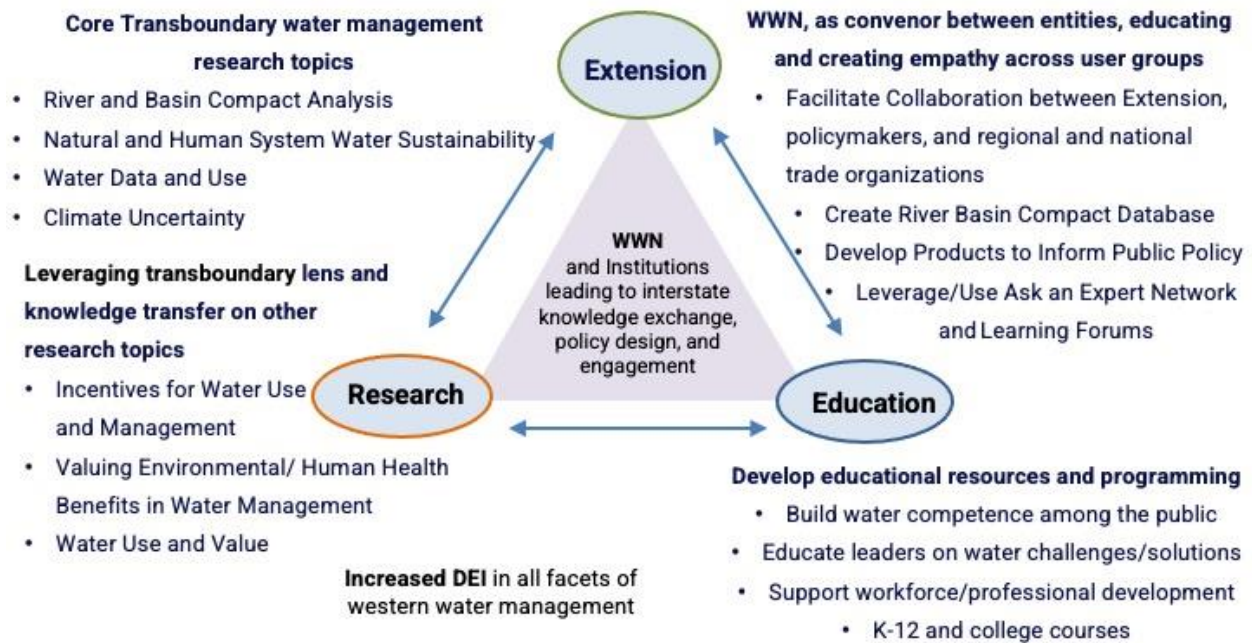 Core Transboundary water management
research topics
• River and Basin Compact Analysis
• Natural and Human System Water Sustainability
• Water Data and Use
• Climate Uncertainty
Leveraging transboundary lens and
knowledge transfer on other
research topics
• Incentives for Water Use
and Management
• Valuing Environmental/ Human Health
Benefits in Water Management
• Water Use and Value
Extension
WWN
and Institutions
leading to interstate
knowledge exchange,
policy design, and
engagement
Research
Education
WWN, as convenor between entities, educating
and creating empathy across user groups
• Facilitate Collaboration between Extension,
policymakers, and regional and national
trade organizations
• Create River Basin Compact Database
• Develop Products to Inform Public Policy
• Leverage/Use Ask an Expert Network
and Learning Forums
Develop educational resources and programming
• Build water competence among the public
• Educate leaders on water challenges/solutions
• Support workforce/professional development
• K-12 and college courses
Increased DEI in all facets of
western water management